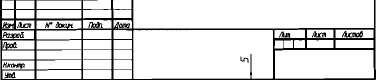 Изм. Лист № докум. Подп. Дата
Разраб. Лит. Лист Листов
Пров.
5
Н.контр.
Утв.